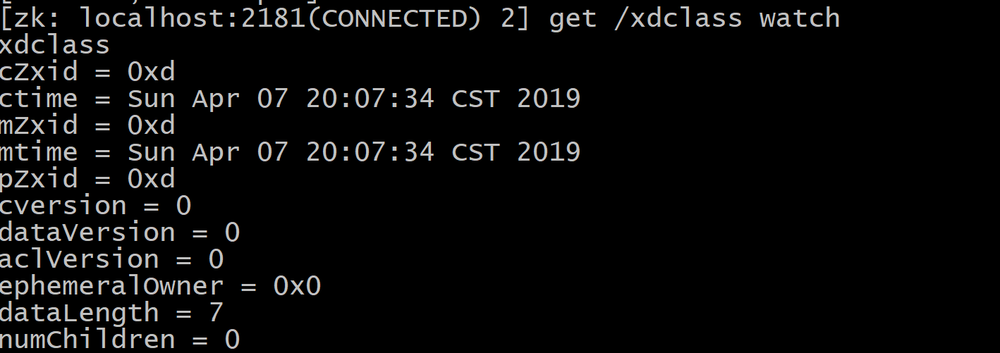 [zk: localhost:2181(CONNECTED) 2] get /xdclass watch
xdclass
cZxid = 0xd
ctime = Sun Apr 07 20:07:34 CST 2019
mZxid = 0xd
mtime = Sun Apr 07 20:07:34 CST 2019
pZxid = 0xd
cversion = 0
dataVersion = 0
aclVersion = 0
ephemeralOwner = 0x0
dataLength = 7
numChildren = 0